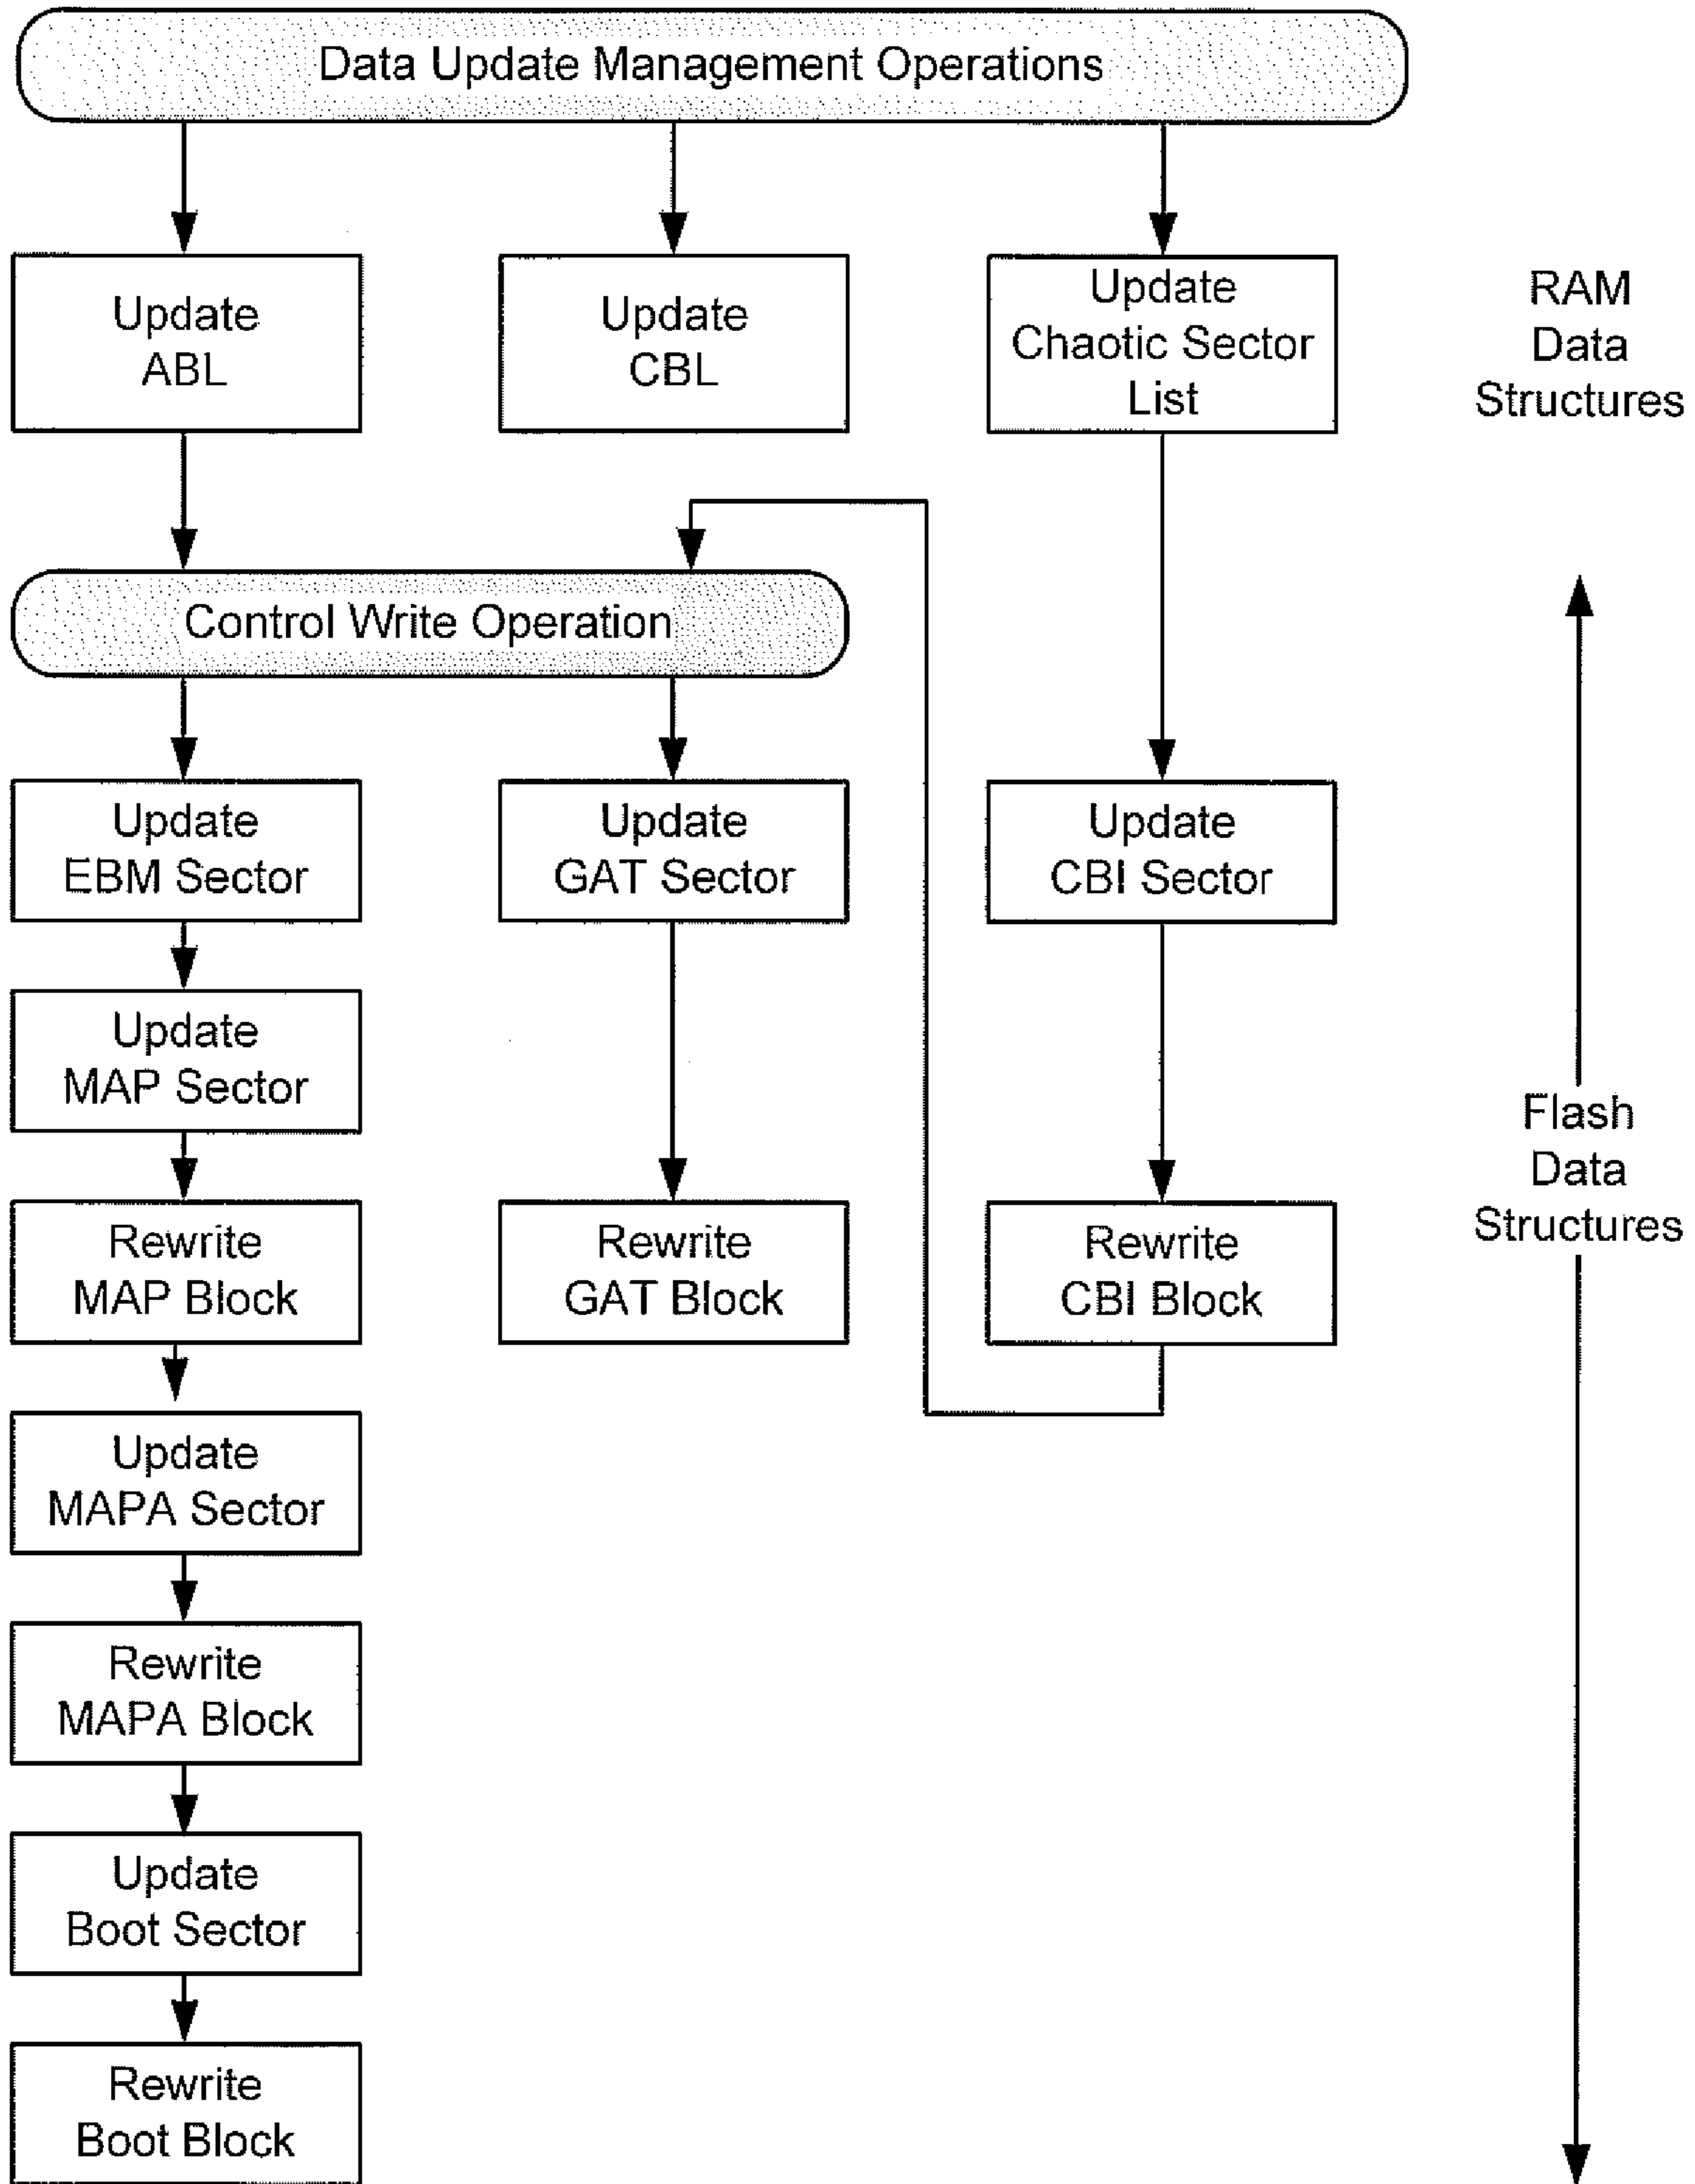 Data Update Management Operations
Update
ABL
Update
CBL
Update
Chaotic Sector
List
RAM
Data
Structures
Control Write Operation
Update
EBM Sector
Update
GAT Sector
Update
CBI Sector
Update
MAP Sector
Flash
Data
Structures
Rewrite
MAP Block
Rewrite
GAT Block
Rewrite
CBI Block
Update
MAPA Sector
Rewrite
MAPA Block
Update
Boot Sector
Rewrite
Boot Block